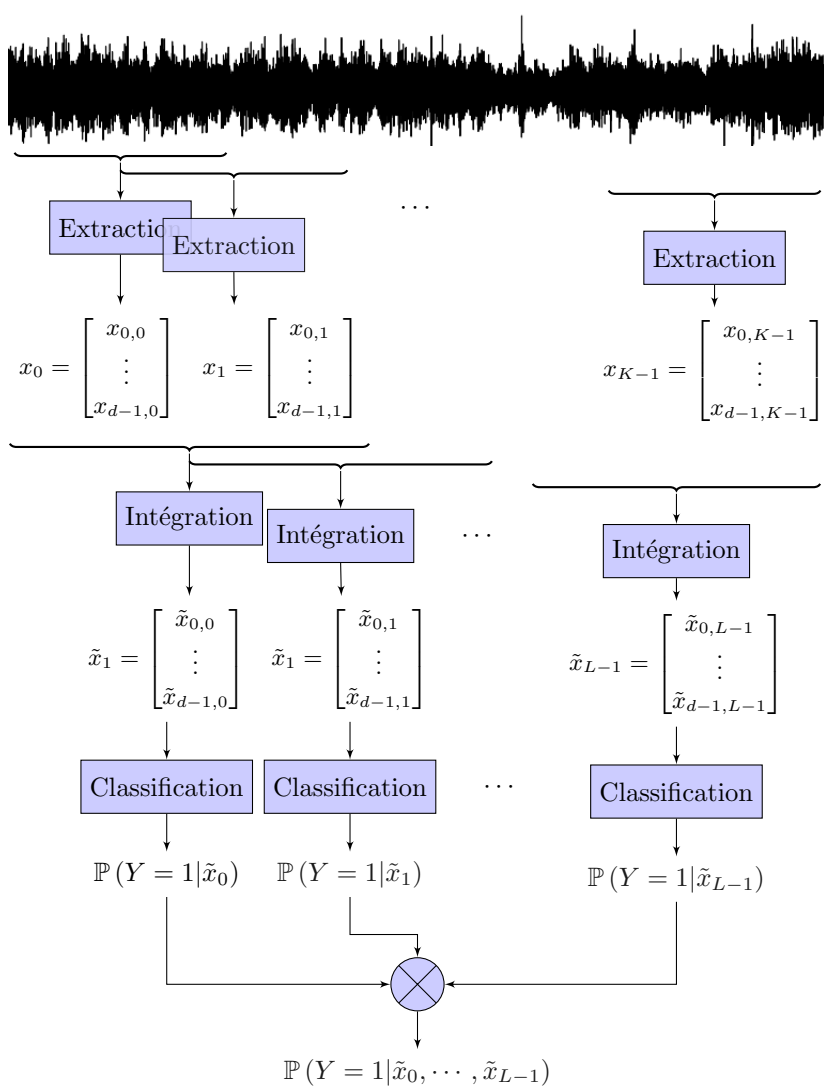 ⋯
Extraction Extraction Extraction
x_0 = [x_{0,0} ⋮ x_{d−1,0}] x_1 = [x_{0,1} ⋮ x_{d−1,1}] x_{K−1} = [x_{0,K−1} ⋮ x_{d−1,K−1}]
Intégration Intégration ⋯ Intégration
x̃_1 = [x̃_{0,0} ⋮ x̃_{d−1,0}] x̃_1 = [x̃_{0,1} ⋮ x̃_{d−1,1}] x̃_{L−1} = [x̃_{0,L−1} ⋮ x̃_{d−1,L−1}]
Classification Classification ⋯ Classification
ℙ(Y = 1|x̃_0) ℙ(Y = 1|x̃_1) ℙ(Y = 1|x̃_{L−1})
ℙ(Y = 1|x̃_0, ⋯ , x̃_{L−1})